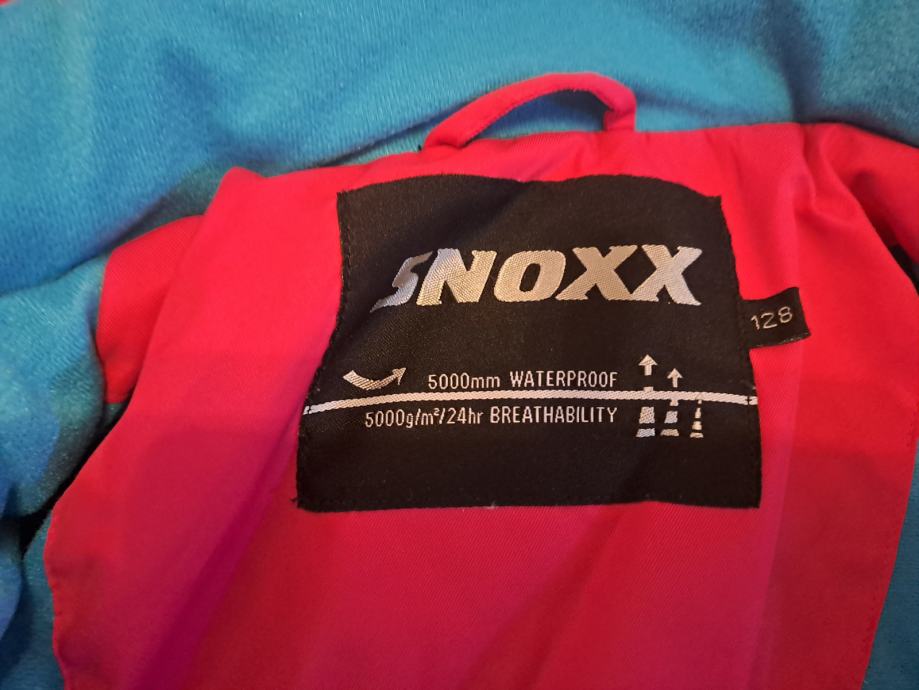 SNOXX
128
5000mm WATERPROOF
5000g/m²/24hr BREATHABILITY